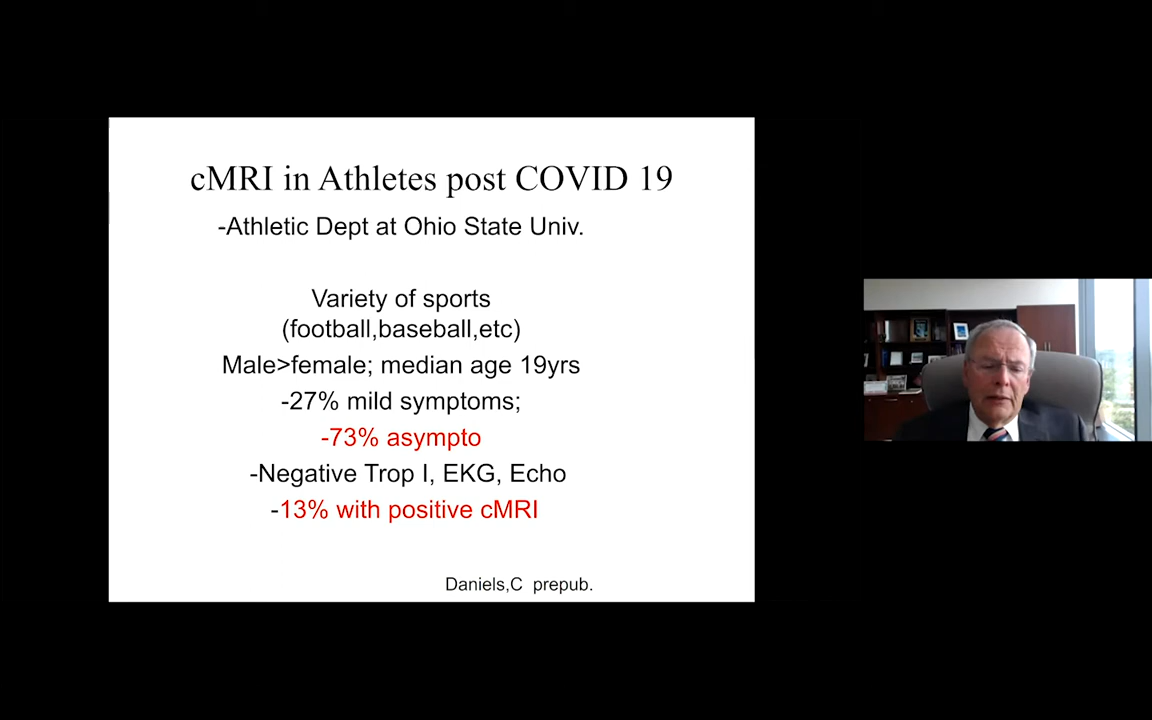 cMRI in Athletes post COVID 19
-Athletic Dept at Ohio State Univ.
Variety of sports
(football,baseball,etc)
Male>female; median age 19yrs
-27% mild symptoms;
-73% asympto
-Negative Trop I, EKG, Echo
-13% with positive cMRI
Daniels,C prepub.